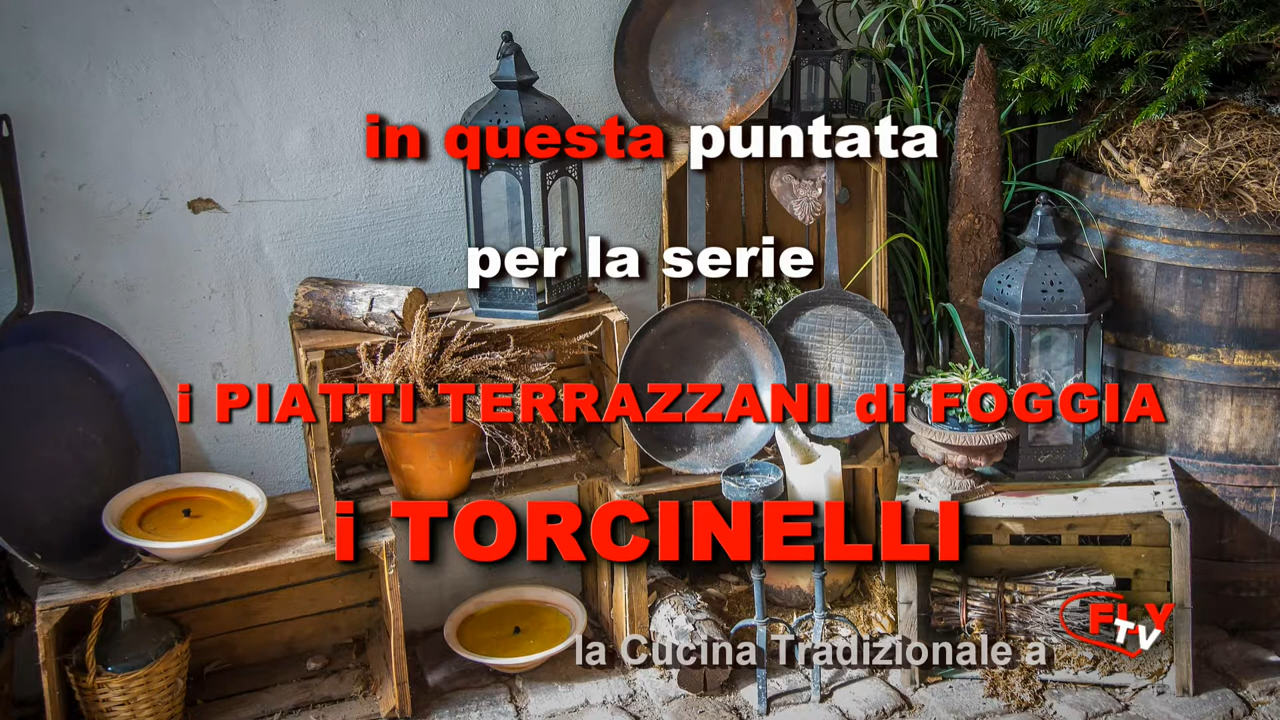 in questa puntata
per la serie
i PIATTI TERRAZZANI di FOGGIA
i TORCINELLI
la Cucina Tradizionale a FLY TV